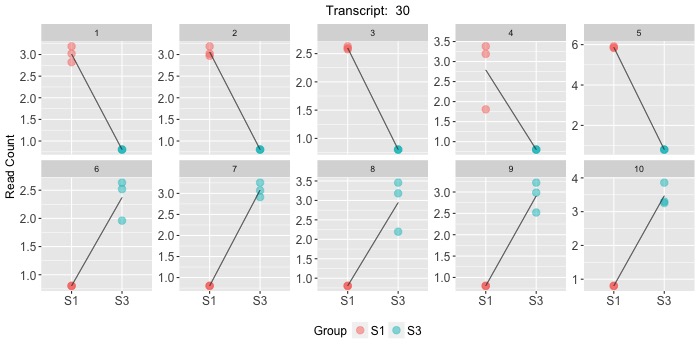 Transcript: 30
1 2 3 4 5
3.0 3.0 2.5 3.5 6
2.5 2.5 2.0 3.0 4
2.0 2.0 1.5 2.5 2
1.5 1.5 1.0 2.0
1.0 1.0 1.5
1.0
Read Count
6 7 8 9 10
2.5 3.0 3.5 3.0 4
2.0 2.5 3.0 2.5 3
1.5 2.0 2.5 2.0 2
1.0 1.5 2.0 1.5 1
1.0 1.5 1.0
1.0
S1 S3 S1 S3 S1 S3 S1 S3 S1 S3
Group S1 S3